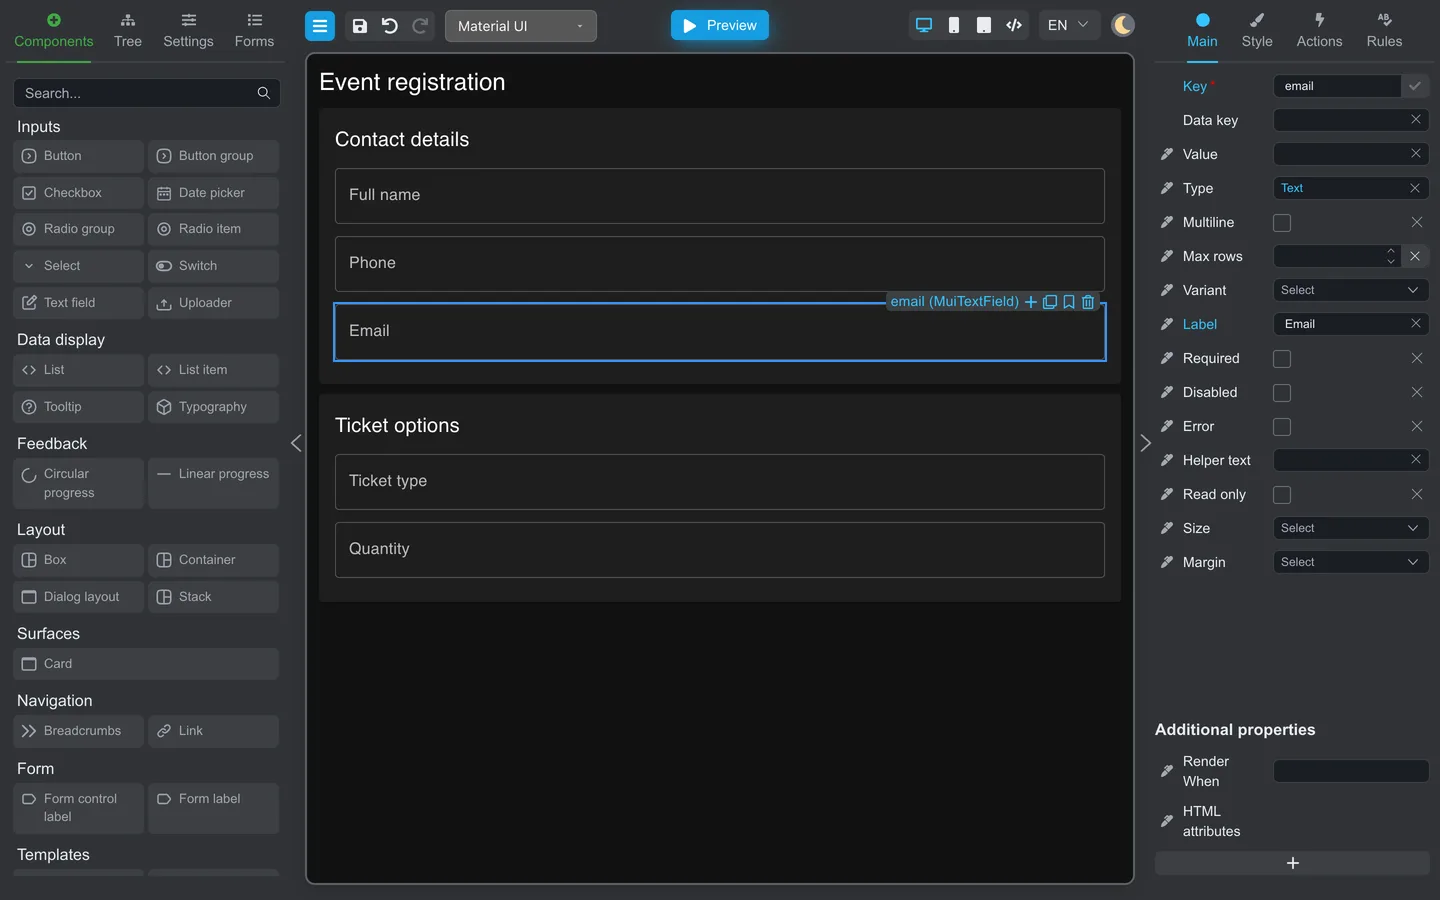 Components
Tree
Settings
Forms
Material UI
Preview
EN
Main
Style
Actions
Rules
Search...
Inputs
Button
Button group
Checkbox
Date picker
Radio group
Radio item
Select
Switch
Text field
Uploader
Data display
List
List item
Tooltip
Typography
Feedback
Circular
progress
Linear progress
Layout
Box
Container
Dialog layout
Stack
Surfaces
Card
Navigation
Breadcrumbs
Link
Form
Form control
label
Form label
Templates
Event registration
Contact details
Full name
Phone
email (MuiTextField)
Email
Ticket options
Ticket type
Quantity
Key *
email
Data key
Value
Type
Text
Multiline
Max rows
Variant
Select
Label
Email
Required
Disabled
Error
Helper text
Read only
Size
Select
Margin
Select
Additional properties
Render
When
HTML
attributes